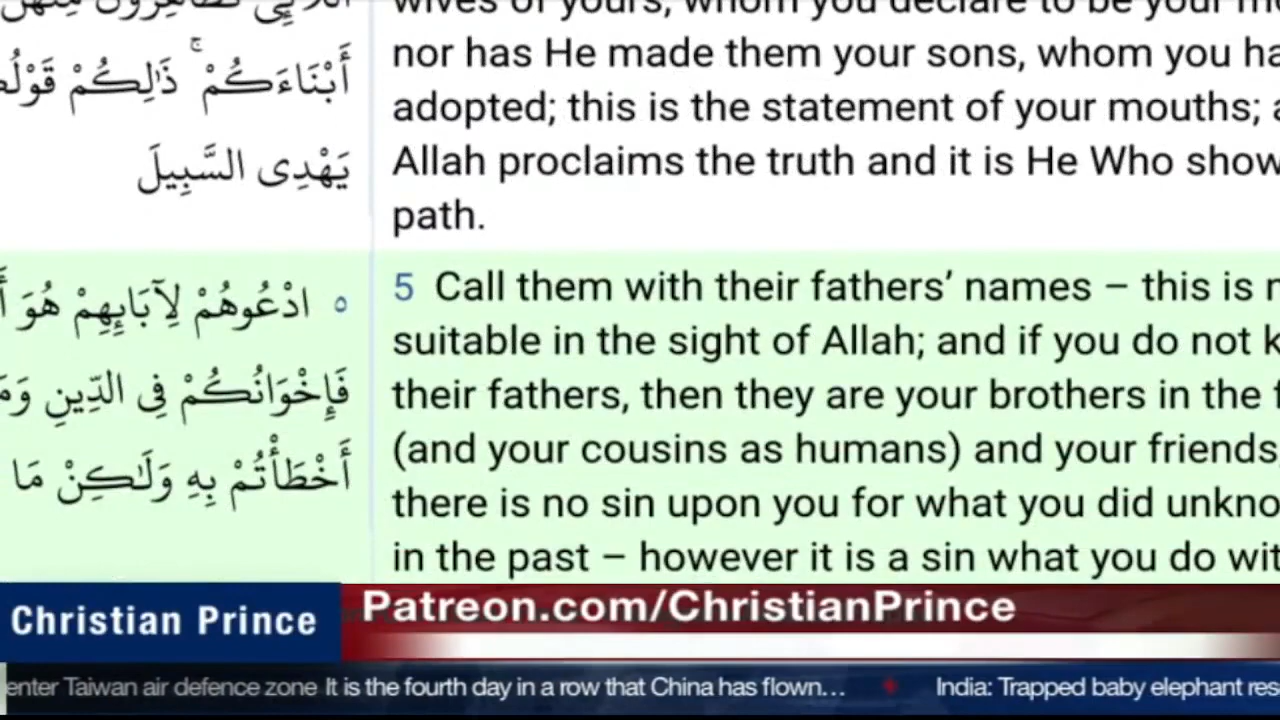 nor has He made them your sons, whom you
أَبْنَاءَكُمْ ۚ ذَٰلِكُمْ
adopted; this is the statement of your mouths;
Allah proclaims the truth and it is He Who
يَهْدِى السَّبِيلَ
path.
5 Call them with their fathers’ names – this is
٥ ادْعُوهُمْ لِآبَائِهِمْ هُوَ
suitable in the sight of Allah; and if you do not
فَإِخْوَانُكُمْ فِى الدِّينِ
their fathers, then they are your brothers in the
(and your cousins as humans) and your friends
أَخْطَأْتُمْ بِهِ وَلَٰكِنْ مَا
there is no sin upon you for what you did
in the past – however it is a sin what you do
Christian Prince
Patreon.com/ChristianPrince
enter Taiwan air defence zone It is the fourth day in a row that China has flown... India: Trapped baby elephant